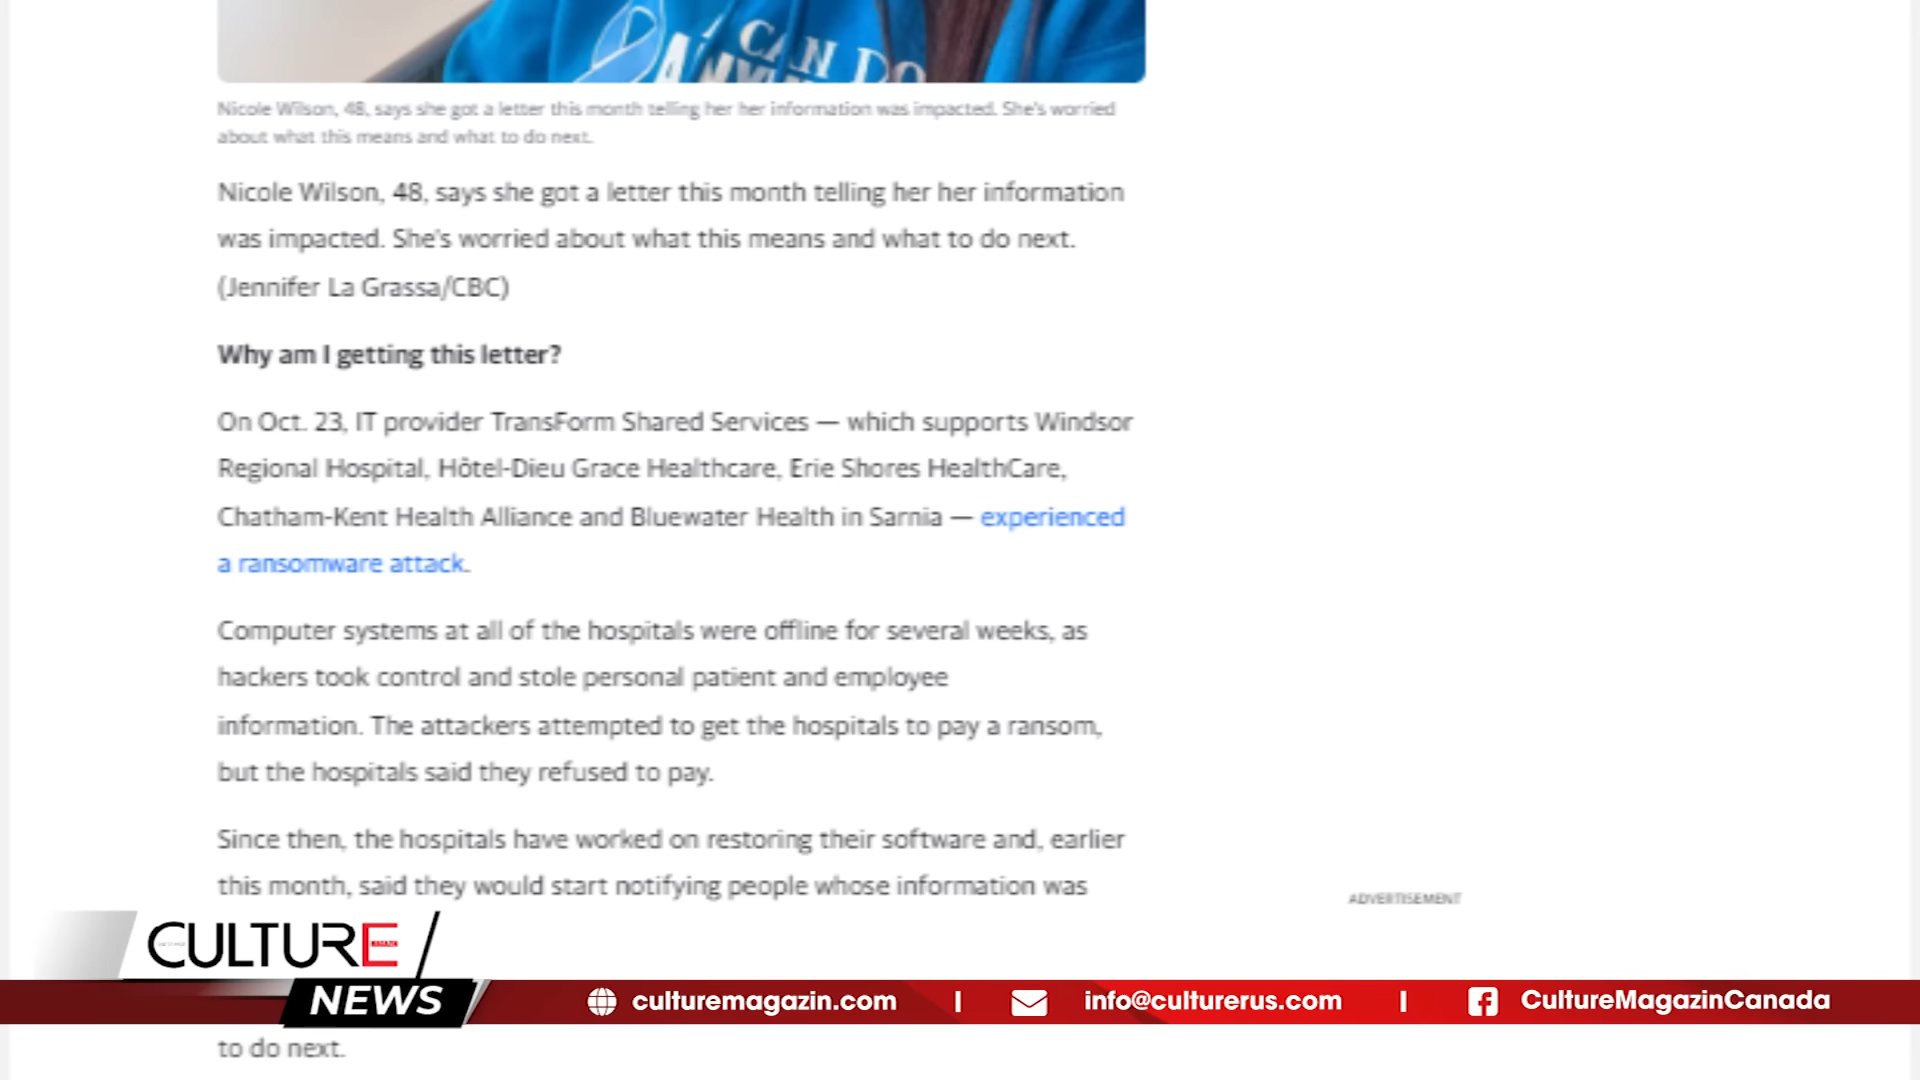 I CAN DO
Nicole Wilson, 48, says she got a letter this month telling her her information was impacted. She's worried
about what this means and what to do next.
Nicole Wilson, 48, says she got a letter this month telling her her information
was impacted. She's worried about what this means and what to do next.
(Jennifer La Grassa/CBC)
Why am I getting this letter?
On Oct. 23, IT provider TransForm Shared Services — which supports Windsor
Regional Hospital, Hôtel-Dieu Grace Healthcare, Erie Shores HealthCare,
Chatham-Kent Health Alliance and Bluewater Health in Sarnia — experienced
a ransomware attack.
Computer systems at all of the hospitals were offline for several weeks, as
hackers took control and stole personal patient and employee
information. The attackers attempted to get the hospitals to pay a ransom,
but the hospitals said they refused to pay.
Since then, the hospitals have worked on restoring their software and, earlier
this month, said they would start notifying people whose information was
ADVERTISEMENT
CULTURE
MAGAZIN
NEWS
culturemagazin.com | info@culturerus.com | CultureMagazinCanada
to do next.